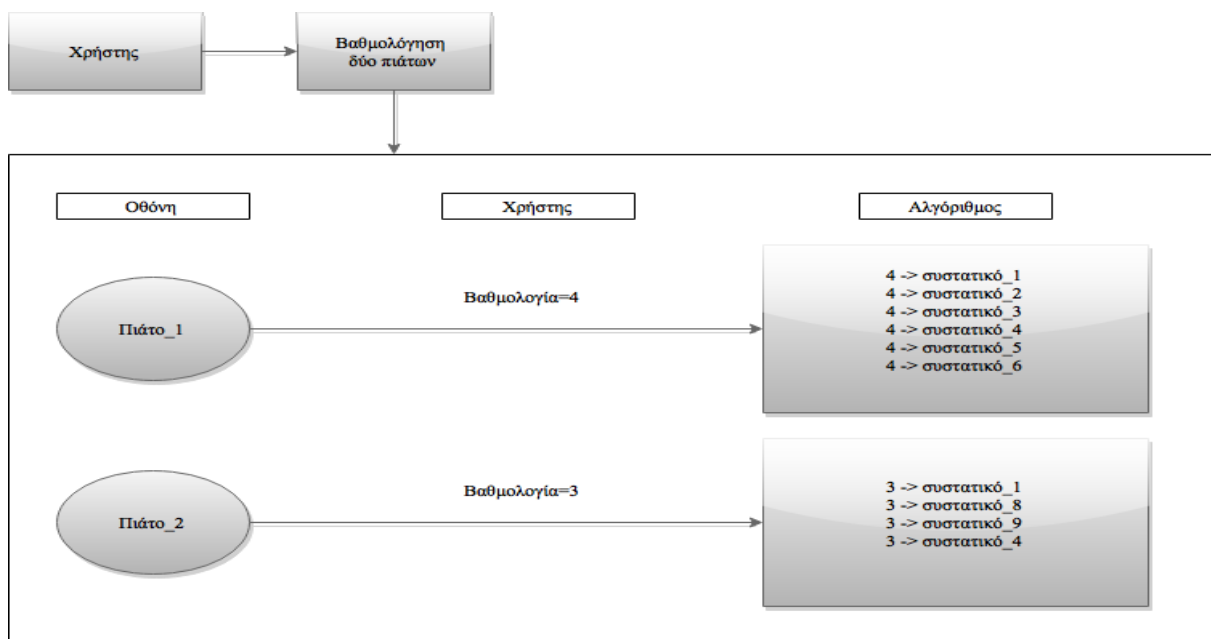 Χρήστης
Βαθμολόγηση
δύο πιάτων
Οθόνη
Χρήστης
Αλγόριθμος
Πιάτο_1
Βαθμολογία=4
4 -> συστατικό_1
4 -> συστατικό_2
4 -> συστατικό_3
4 -> συστατικό_4
4 -> συστατικό_5
4 -> συστατικό_6
Πιάτο_2
Βαθμολογία=3
3 -> συστατικό_1
3 -> συστατικό_8
3 -> συστατικό_9
3 -> συστατικό_4